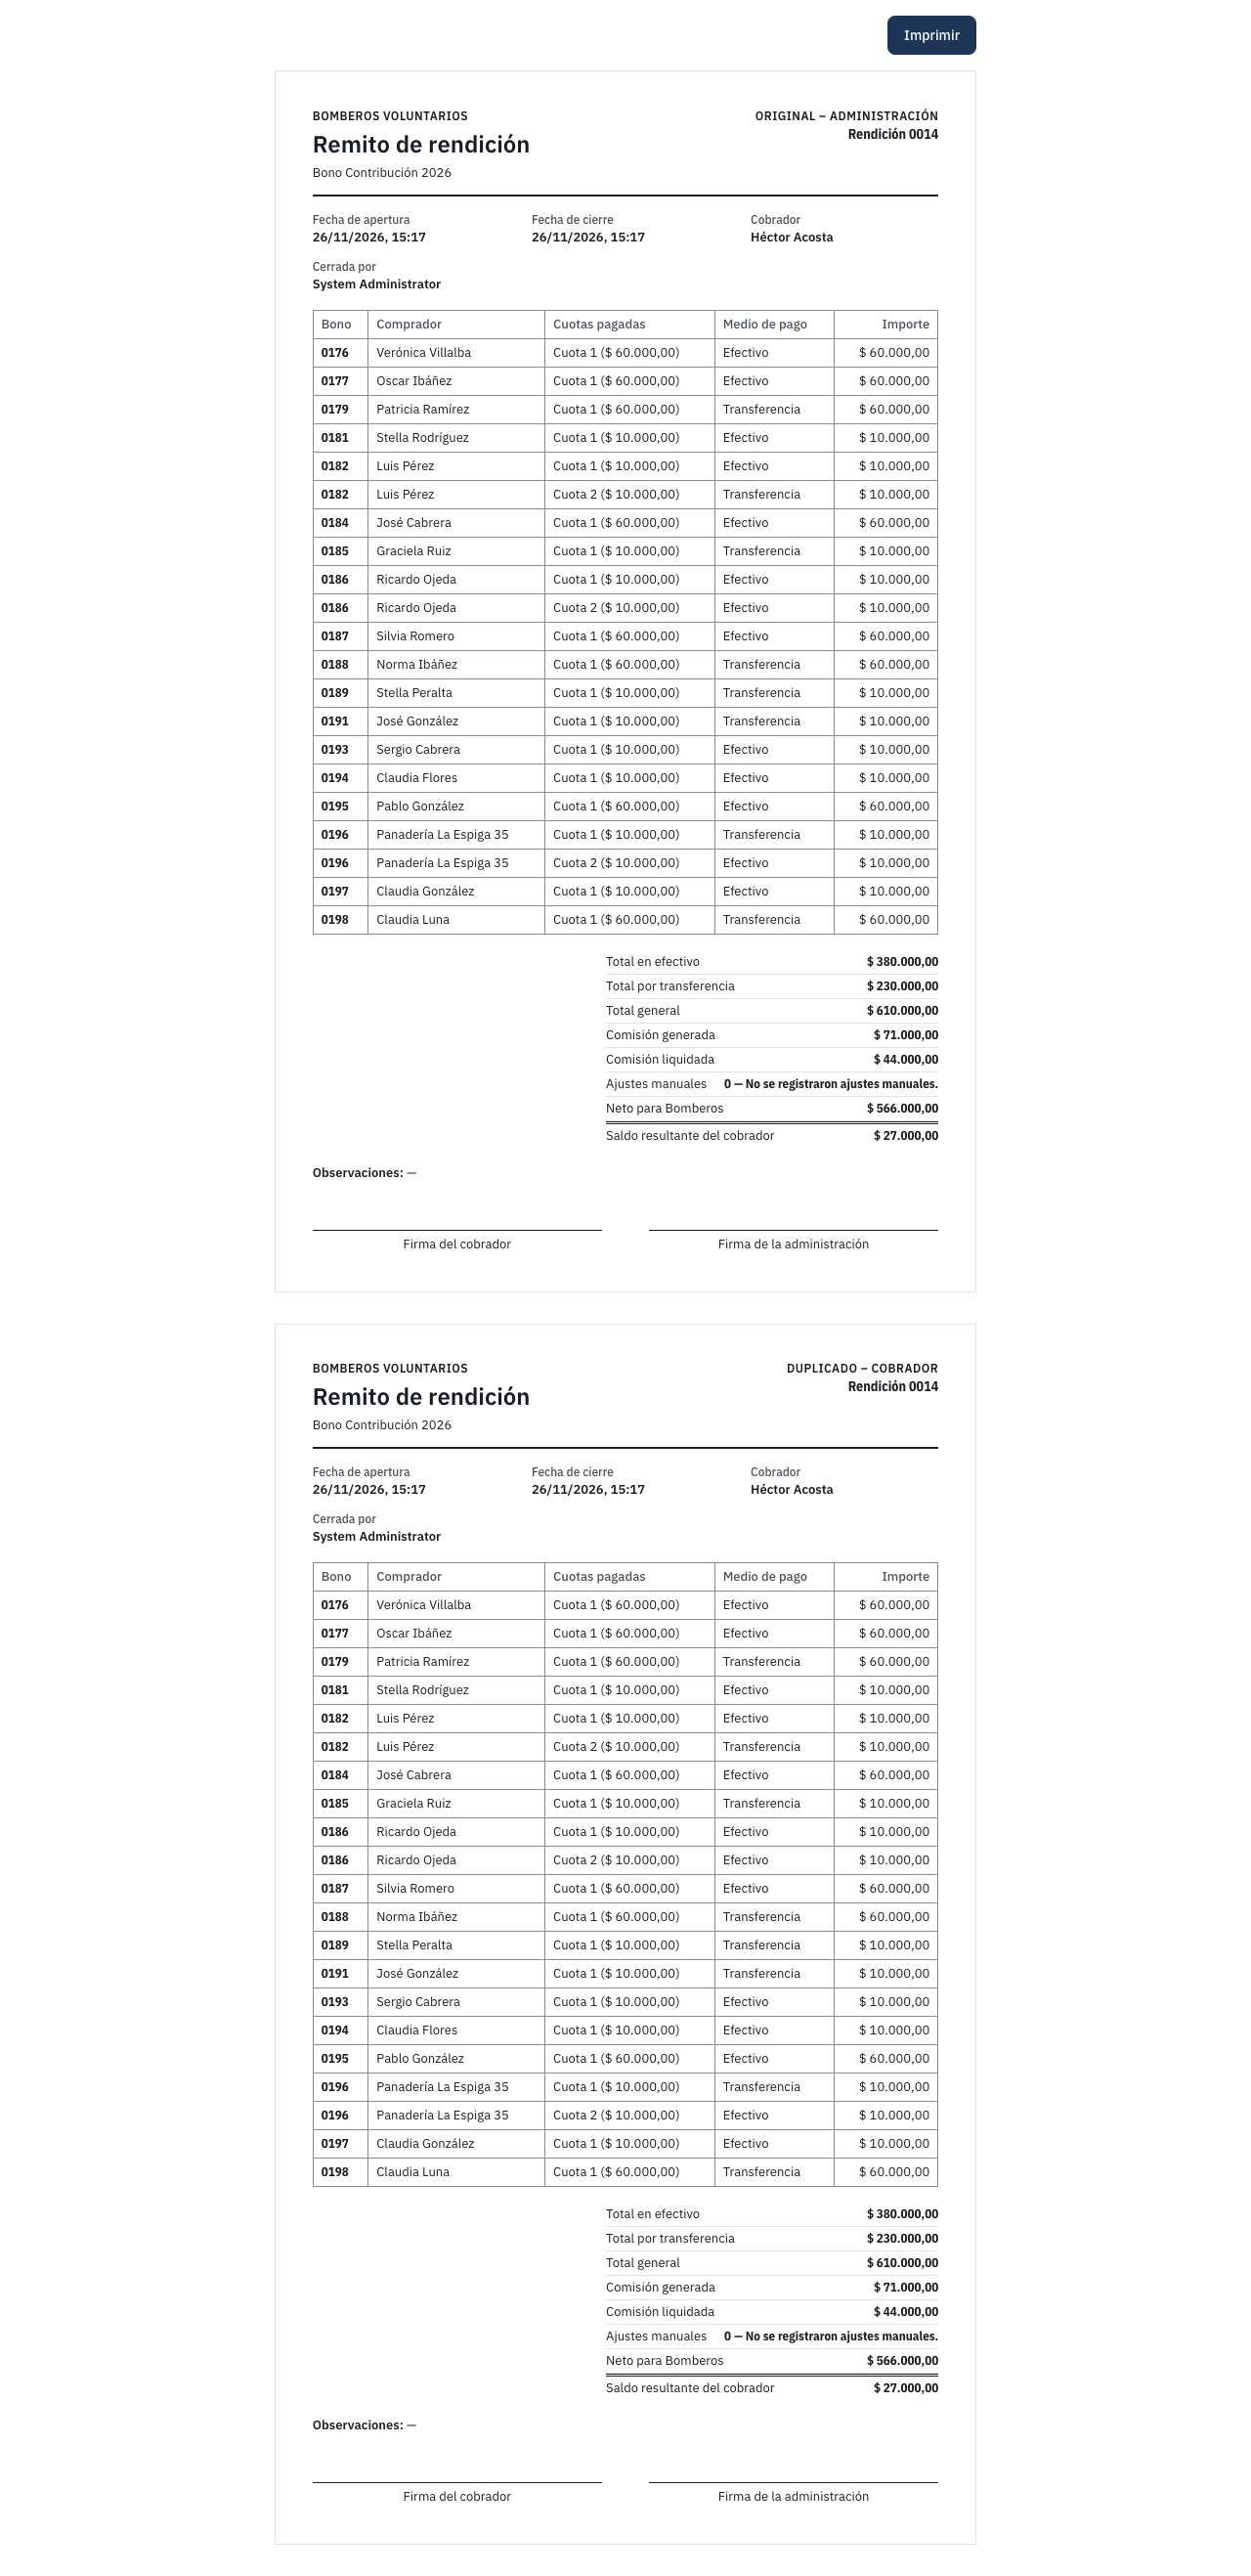 Imprimir
BOMBEROS VOLUNTARIOS
ORIGINAL – ADMINISTRACIÓN
Remito de rendición
Rendición 0014
Bono Contribución 2026
Fecha de apertura Fecha de cierre Cobrador
26/11/2026, 15:17 26/11/2026, 15:17 Héctor Acosta
Cerrada por
System Administrator
Bono Comprador Cuotas pagadas Medio de pago Importe
0176 Verónica Villalba Cuota 1 ($ 60.000,00) Efectivo $ 60.000,00
0177 Oscar Ibáñez Cuota 1 ($ 60.000,00) Efectivo $ 60.000,00
0179 Patricia Ramírez Cuota 1 ($ 60.000,00) Transferencia $ 60.000,00
0181 Stella Rodríguez Cuota 1 ($ 10.000,00) Efectivo $ 10.000,00
0182 Luis Pérez Cuota 1 ($ 10.000,00) Efectivo $ 10.000,00
0182 Luis Pérez Cuota 2 ($ 10.000,00) Transferencia $ 10.000,00
0184 José Cabrera Cuota 1 ($ 60.000,00) Efectivo $ 60.000,00
0185 Graciela Ruiz Cuota 1 ($ 10.000,00) Transferencia $ 10.000,00
0186 Ricardo Ojeda Cuota 1 ($ 10.000,00) Efectivo $ 10.000,00
0186 Ricardo Ojeda Cuota 2 ($ 10.000,00) Efectivo $ 10.000,00
0187 Silvia Romero Cuota 1 ($ 60.000,00) Efectivo $ 60.000,00
0188 Norma Ibáñez Cuota 1 ($ 60.000,00) Transferencia $ 60.000,00
0189 Stella Peralta Cuota 1 ($ 10.000,00) Transferencia $ 10.000,00
0191 José González Cuota 1 ($ 10.000,00) Transferencia $ 10.000,00
0193 Sergio Cabrera Cuota 1 ($ 10.000,00) Efectivo $ 10.000,00
0194 Claudia Flores Cuota 1 ($ 10.000,00) Efectivo $ 10.000,00
0195 Pablo González Cuota 1 ($ 60.000,00) Efectivo $ 60.000,00
0196 Panadería La Espiga 35 Cuota 1 ($ 10.000,00) Transferencia $ 10.000,00
0196 Panadería La Espiga 35 Cuota 2 ($ 10.000,00) Efectivo $ 10.000,00
0197 Claudia González Cuota 1 ($ 10.000,00) Efectivo $ 10.000,00
0198 Claudia Luna Cuota 1 ($ 60.000,00) Transferencia $ 60.000,00
Total en efectivo $ 380.000,00
Total por transferencia $ 230.000,00
Total general $ 610.000,00
Comisión generada $ 71.000,00
Comisión liquidada $ 44.000,00
Ajustes manuales 0 — No se registraron ajustes manuales.
Neto para Bomberos $ 566.000,00
Saldo resultante del cobrador $ 27.000,00
Observaciones: —
Firma del cobrador Firma de la administración
BOMBEROS VOLUNTARIOS
DUPLICADO – COBRADOR
Remito de rendición
Rendición 0014
Bono Contribución 2026
Fecha de apertura Fecha de cierre Cobrador
26/11/2026, 15:17 26/11/2026, 15:17 Héctor Acosta
Cerrada por
System Administrator
Bono Comprador Cuotas pagadas Medio de pago Importe
0176 Verónica Villalba Cuota 1 ($ 60.000,00) Efectivo $ 60.000,00
0177 Oscar Ibáñez Cuota 1 ($ 60.000,00) Efectivo $ 60.000,00
0179 Patricia Ramírez Cuota 1 ($ 60.000,00) Transferencia $ 60.000,00
0181 Stella Rodríguez Cuota 1 ($ 10.000,00) Efectivo $ 10.000,00
0182 Luis Pérez Cuota 1 ($ 10.000,00) Efectivo $ 10.000,00
0182 Luis Pérez Cuota 2 ($ 10.000,00) Transferencia $ 10.000,00
0184 José Cabrera Cuota 1 ($ 60.000,00) Efectivo $ 60.000,00
0185 Graciela Ruiz Cuota 1 ($ 10.000,00) Transferencia $ 10.000,00
0186 Ricardo Ojeda Cuota 1 ($ 10.000,00) Efectivo $ 10.000,00
0186 Ricardo Ojeda Cuota 2 ($ 10.000,00) Efectivo $ 10.000,00
0187 Silvia Romero Cuota 1 ($ 60.000,00) Efectivo $ 60.000,00
0188 Norma Ibáñez Cuota 1 ($ 60.000,00) Transferencia $ 60.000,00
0189 Stella Peralta Cuota 1 ($ 10.000,00) Transferencia $ 10.000,00
0191 José González Cuota 1 ($ 10.000,00) Transferencia $ 10.000,00
0193 Sergio Cabrera Cuota 1 ($ 10.000,00) Efectivo $ 10.000,00
0194 Claudia Flores Cuota 1 ($ 10.000,00) Efectivo $ 10.000,00
0195 Pablo González Cuota 1 ($ 60.000,00) Efectivo $ 60.000,00
0196 Panadería La Espiga 35 Cuota 1 ($ 10.000,00) Transferencia $ 10.000,00
0196 Panadería La Espiga 35 Cuota 2 ($ 10.000,00) Efectivo $ 10.000,00
0197 Claudia González Cuota 1 ($ 10.000,00) Efectivo $ 10.000,00
0198 Claudia Luna Cuota 1 ($ 60.000,00) Transferencia $ 60.000,00
Total en efectivo $ 380.000,00
Total por transferencia $ 230.000,00
Total general $ 610.000,00
Comisión generada $ 71.000,00
Comisión liquidada $ 44.000,00
Ajustes manuales 0 — No se registraron ajustes manuales.
Neto para Bomberos $ 566.000,00
Saldo resultante del cobrador $ 27.000,00
Observaciones: —
Firma del cobrador Firma de la administración